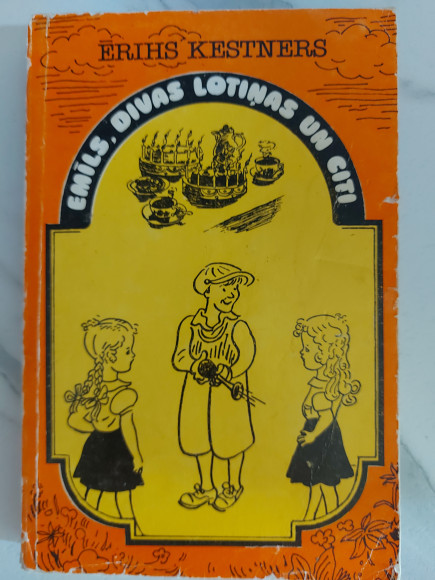 ERIHS KESTNERS
EMĪLS, DIVAS LOTIŅAS UN CITI